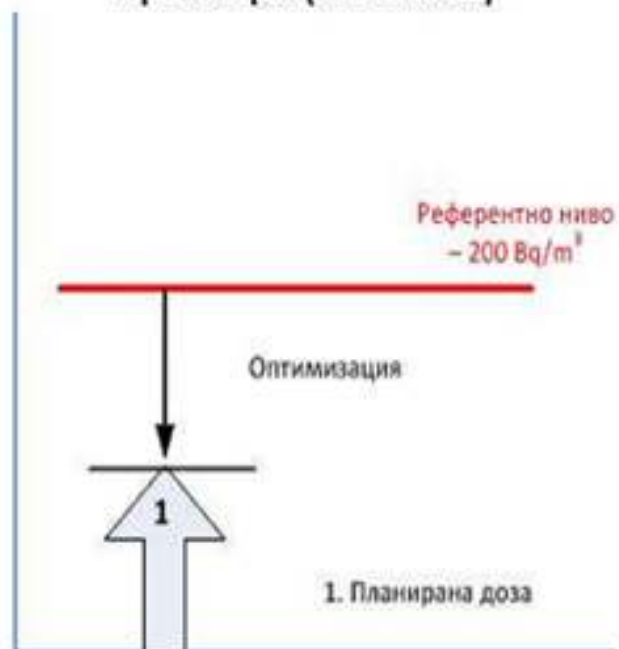 Референтно ниво
– 200 Bq/m³
Оптимизация
1
1. Планирана доза